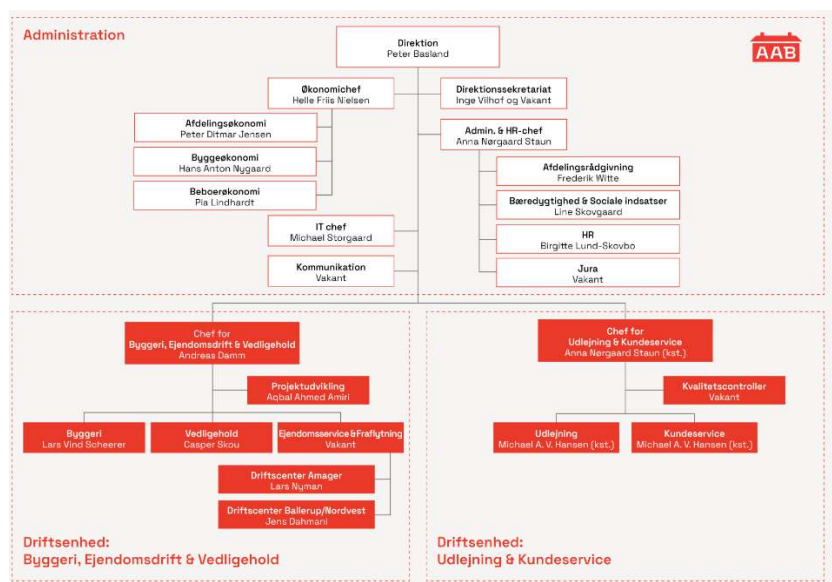 Administration
AAB
Direktion
Peter Basland
Økonomichef
Helle Friis Nielsen
Direktionssekretariat
Inge Vilhof og Vakant
Afdelingsøkonomi
Peter Ditmar Jensen
Byggeøkonomi
Hans Anton Nygaard
Beboerøkonomi
Pia Lindhardt
Admin. & HR-chef
Anna Nørgaard Staun
Afdelingsrådgivning
Frederik Witte
Bæredygtighed & Sociale indsatser
Line Skovgaard
HR
Birgitte Lund-Skovbo
Jura
Vakant
IT chef
Michael Storgaard
Kommunikation
Vakant
Chef for
Byggeri, Ejendomsdrift & Vedligehold
Andreas Damm
Projektudvikling
Aqbal Ahmed Amiri
Byggeri
Lars Vind Scheerer
Vedligehold
Casper Skou
Ejendomsservice & Fraflytning
Vakant
Driftscenter Amager
Lars Nyman
Driftscenter Ballerup/Nordvest
Jens Dahmani
Driftsenhed:
Byggeri, Ejendomsdrift & Vedligehold
Chef for
Udlejning & Kundeservice
Anna Nørgaard Staun (kst.)
Kvalitetscontroller
Vakant
Udlejning
Michael A. V. Hansen (kst.)
Kundeservice
Michael A. V. Hansen (kst.)
Driftsenhed:
Udlejning & Kundeservice